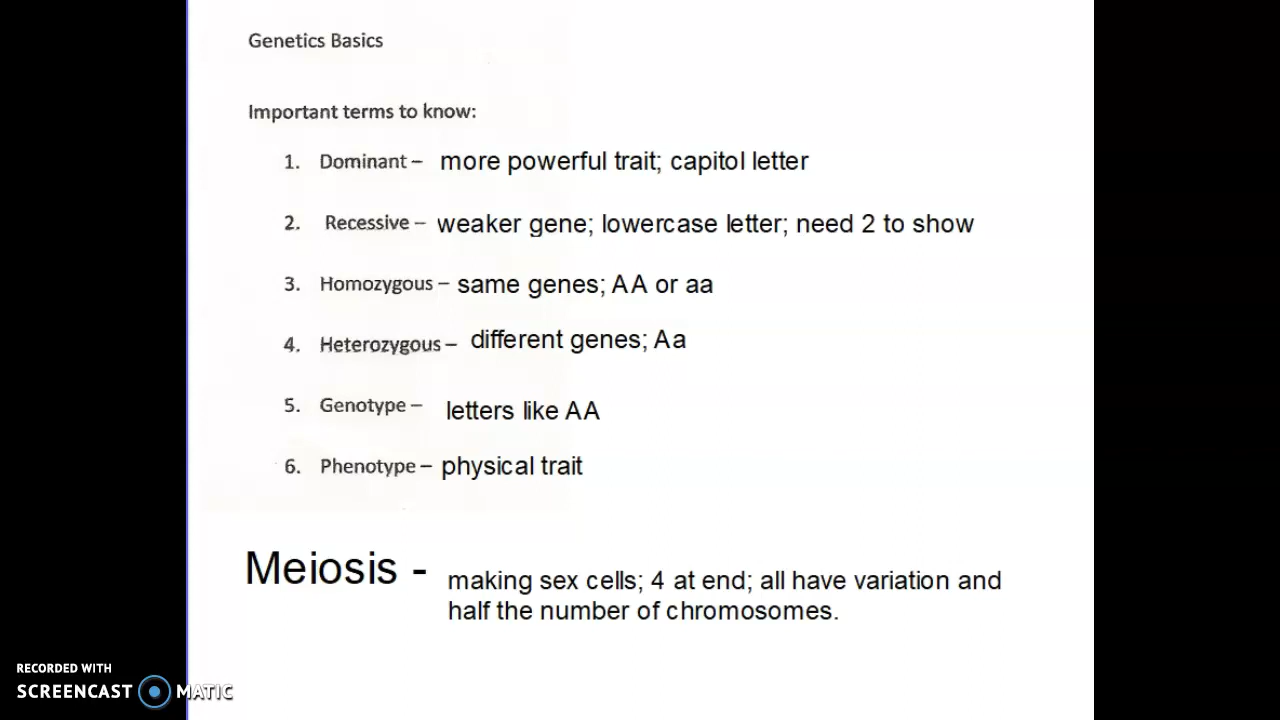 Genetics Basics
Important terms to know:
1. Dominant – more powerful trait; capitol letter
2. Recessive – weaker gene; lowercase letter; need 2 to show
3. Homozygous – same genes; AA or aa
4. Heterozygous – different genes; Aa
5. Genotype – letters like AA
6. Phenotype – physical trait
Meiosis - making sex cells; 4 at end; all have variation and
half the number of chromosomes.
RECORDED WITH
SCREENCAST MATIC